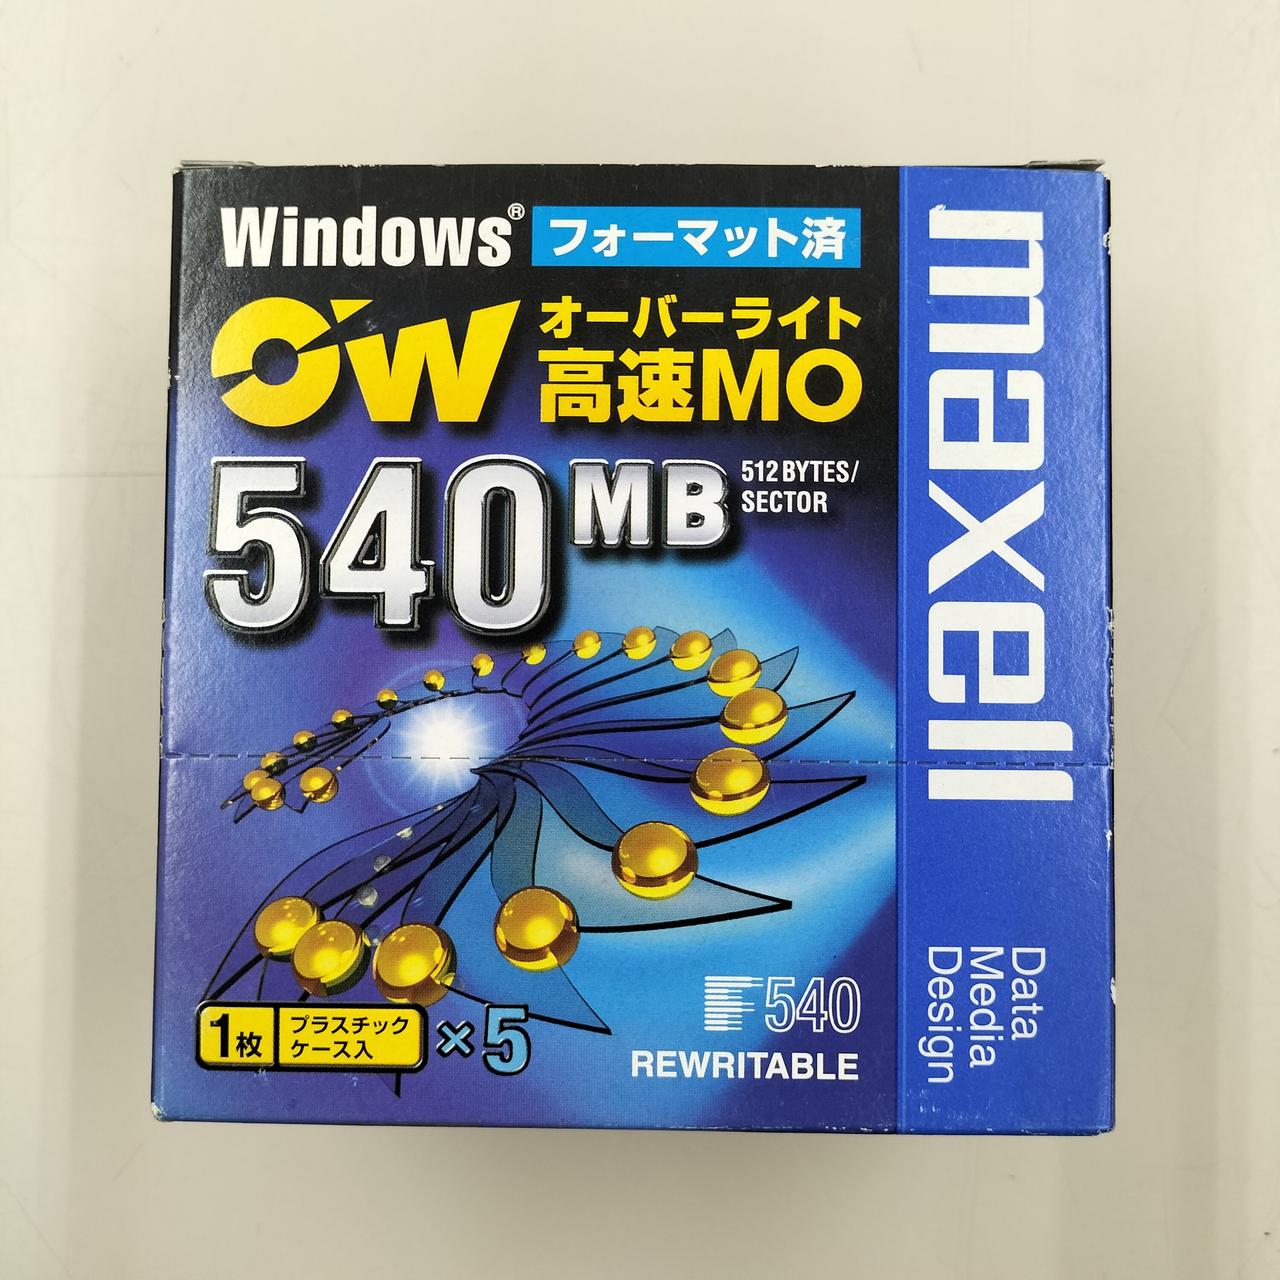 Windows® フォーマット済
OW オーバーライト
高速MO
540MB 512 BYTES/
SECTOR
1枚 プラスチック
ケース入 ×5
540
REWRITABLE
maxell
Data
Media
Design